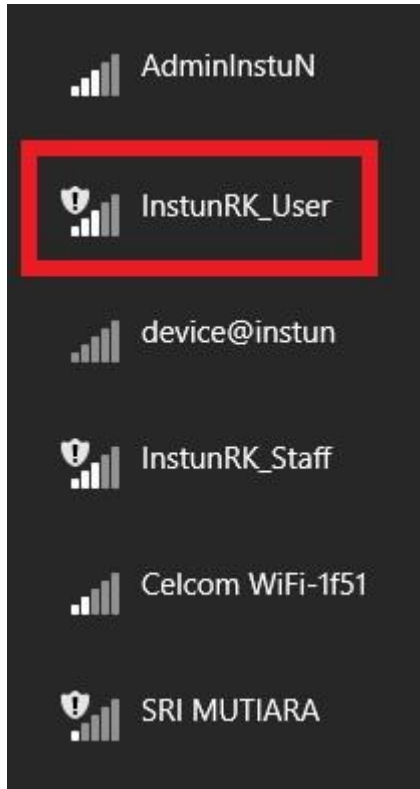 AdminInstuN
InstunRK_User
device@instun
InstunRK_Staff
Celcom WiFi-1f51
SRI MUTIARA